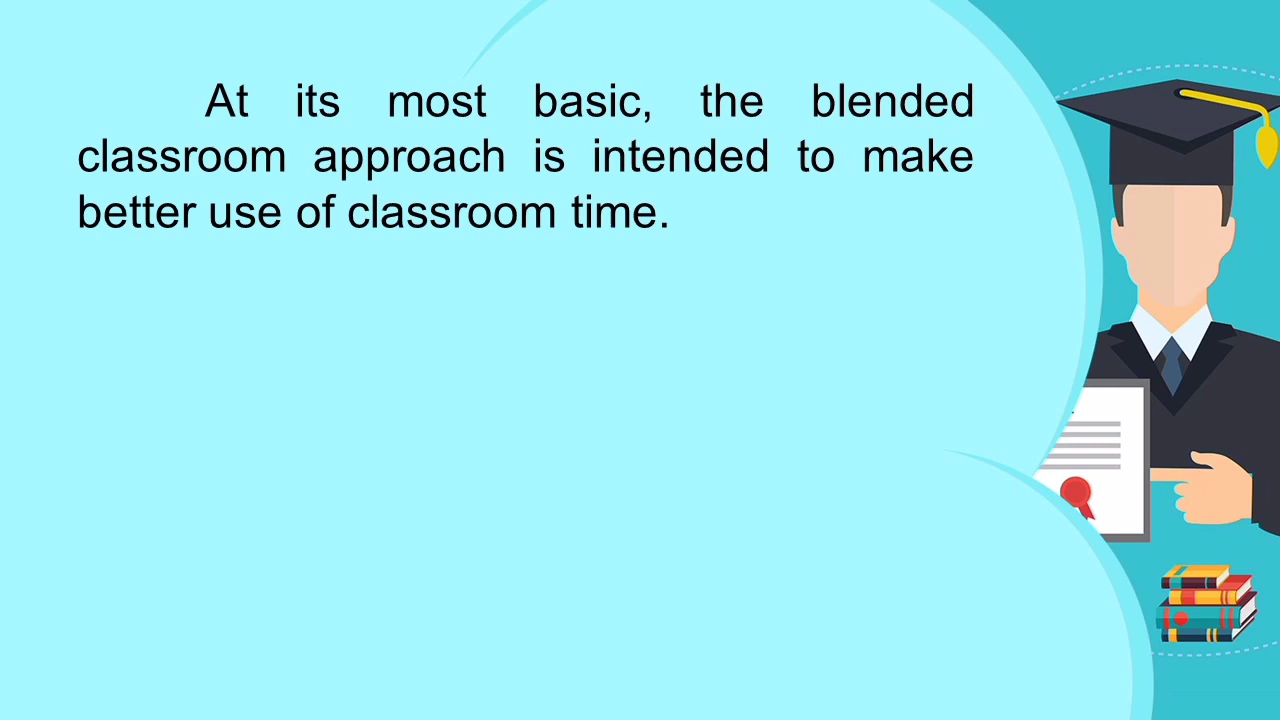 At its most basic, the blended
classroom approach is intended to make
better use of classroom time.